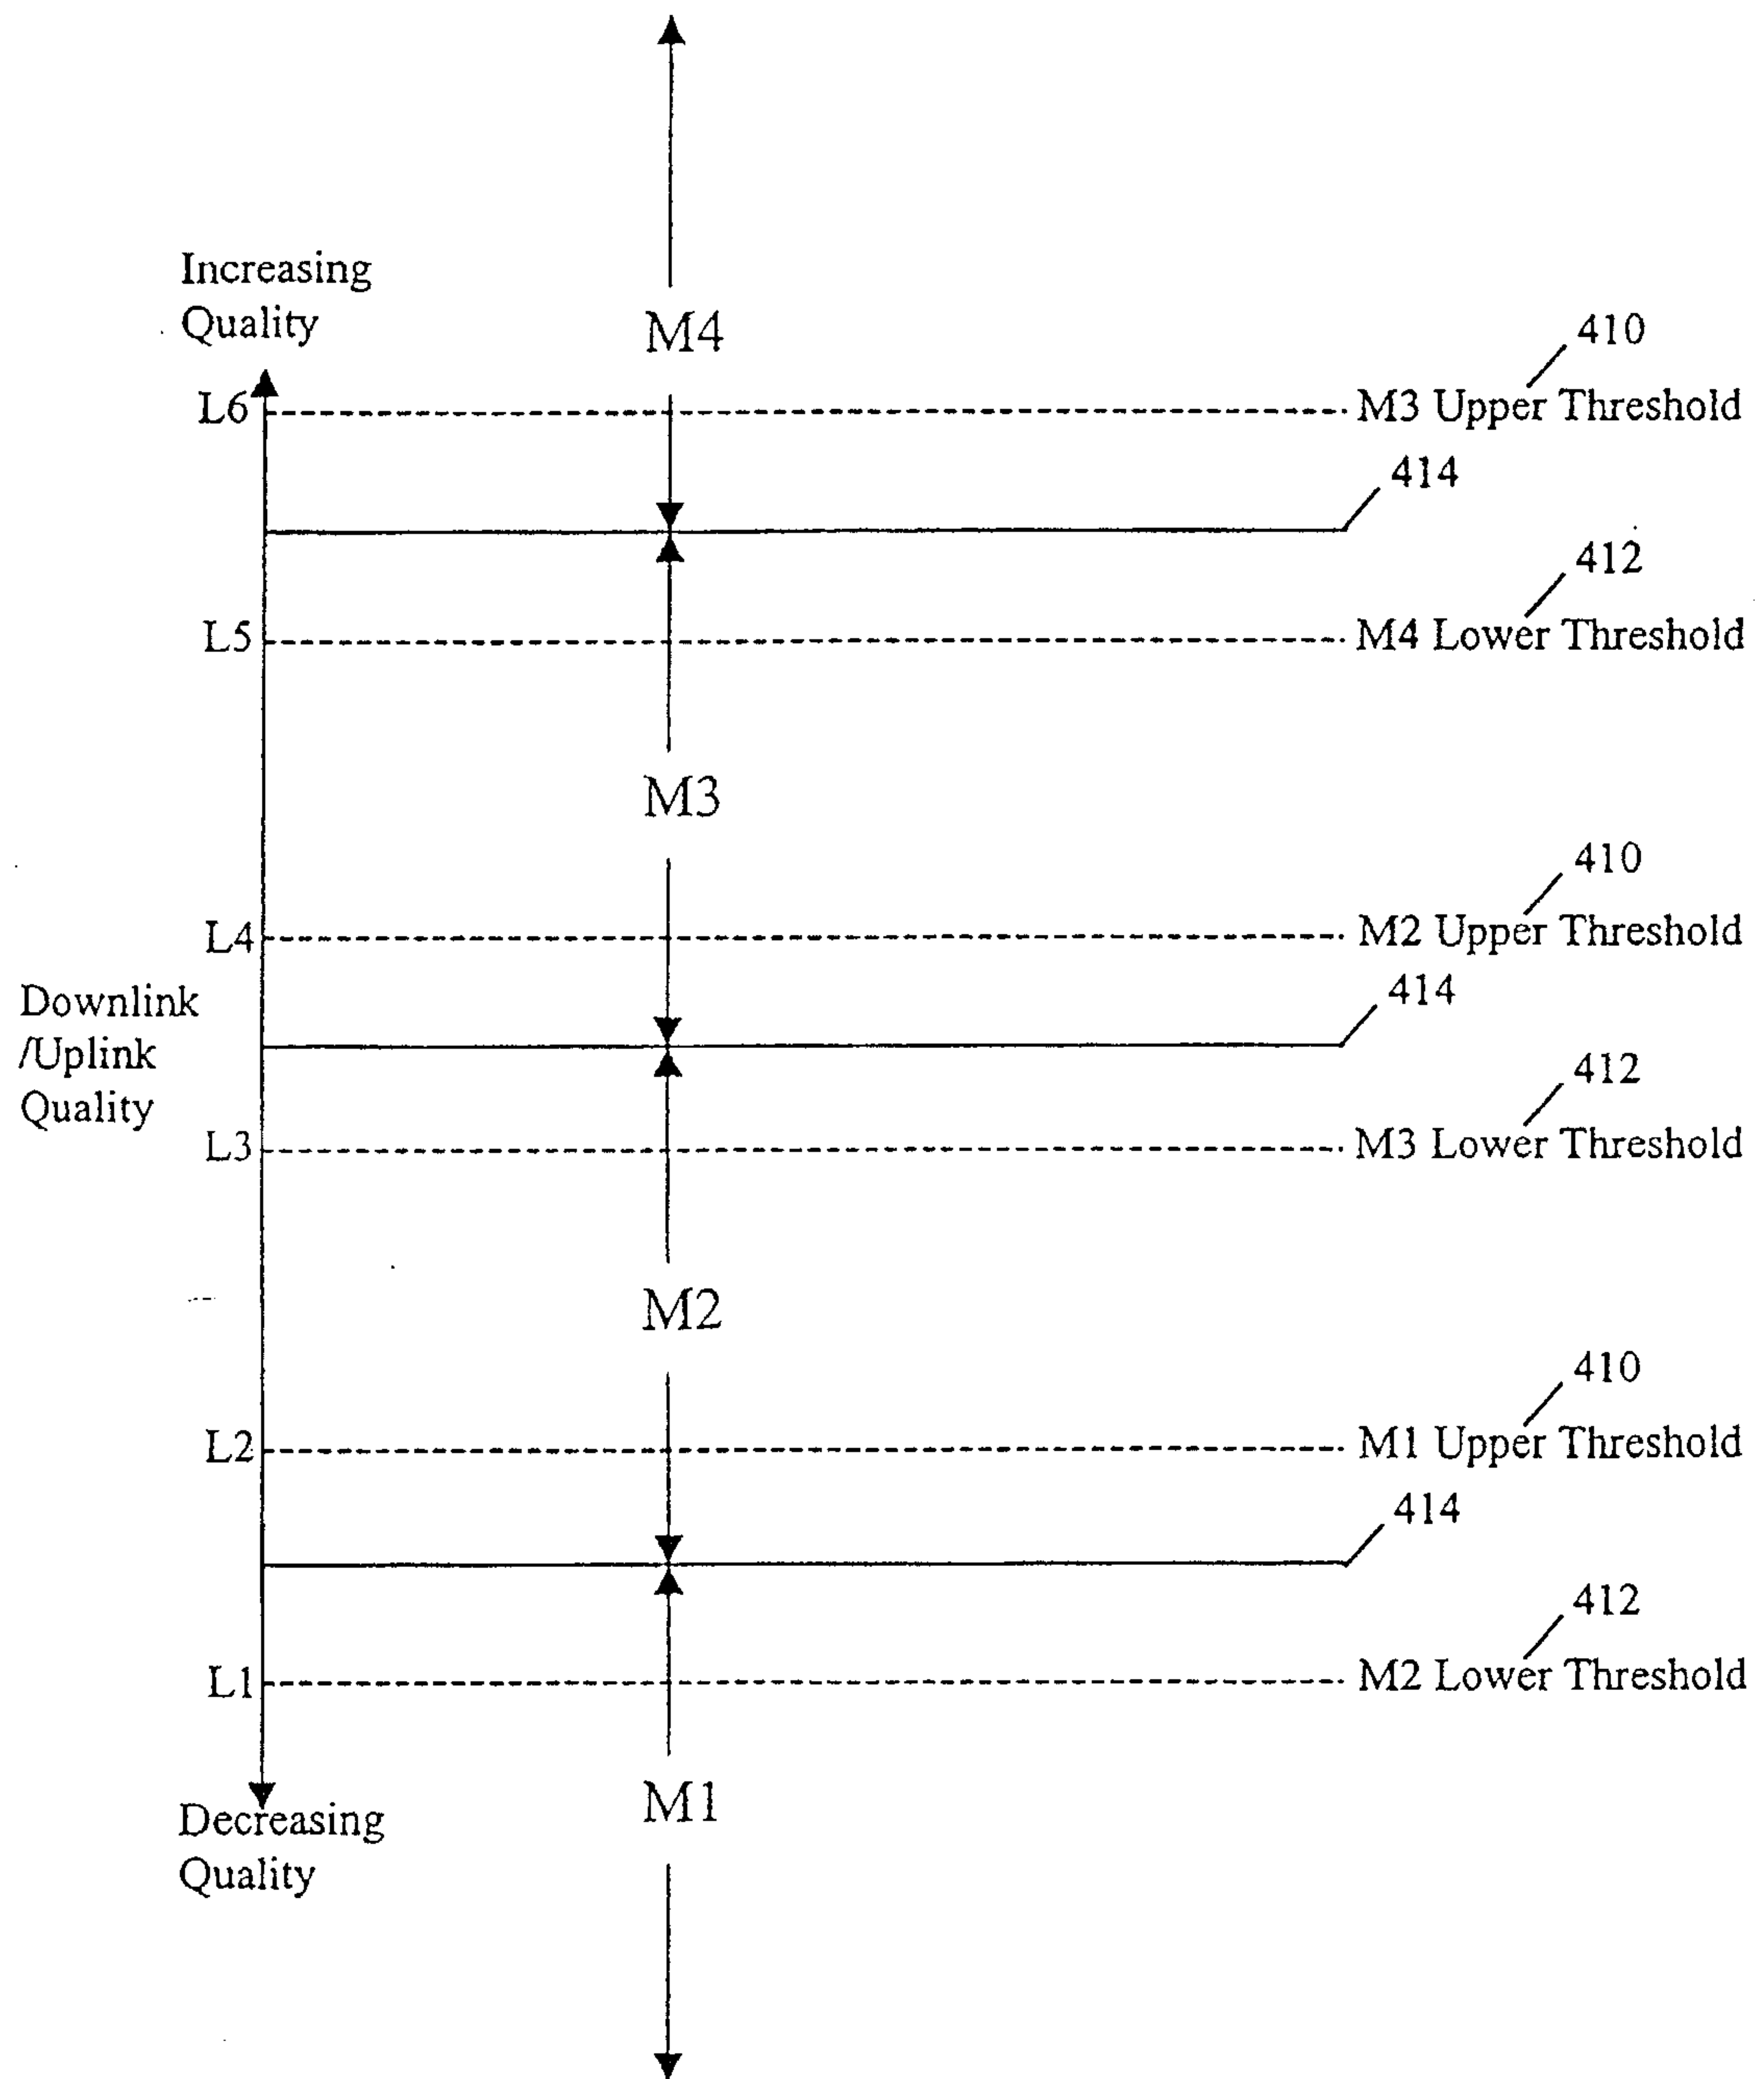 Increasing
Quality
M4
410
L6
M3 Upper Threshold
414
412
L5
M4 Lower Threshold
M3
410
L4
M2 Upper Threshold
Downlink
/Uplink
Quality
414
412
L3
M3 Lower Threshold
M2
410
L2
M1 Upper Threshold
414
412
L1
M2 Lower Threshold
M1
Decreasing
Quality